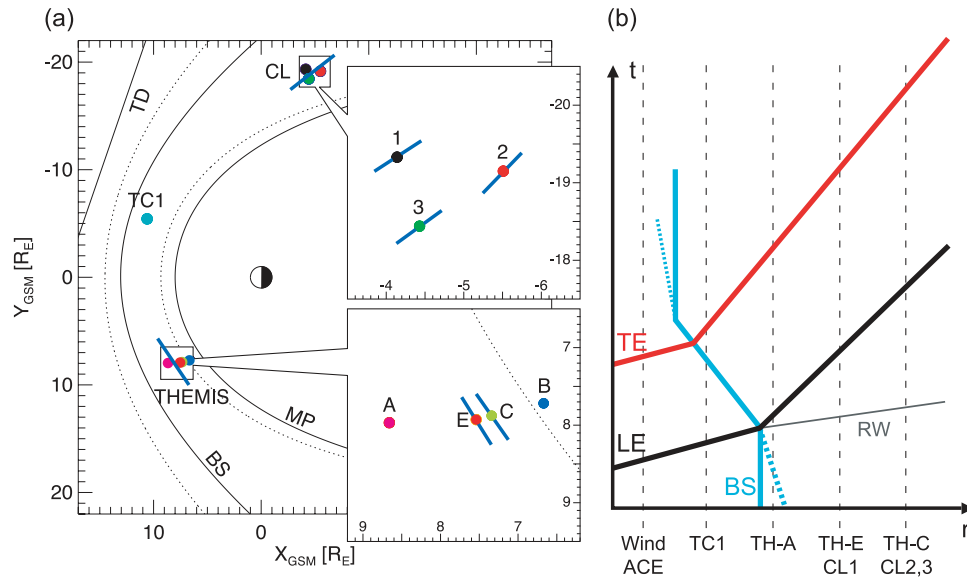 (a)
(b)
-20
-10
0
10
20
Y_GSM [R_E]
10
0
X_GSM [R_E]
TD
TC1
CL
THEMIS
MP
BS
1
2
3
-20
-19
-18
-4
-5
-6
A
B
E
C
7
8
9
9
8
7
t
TE
LE
BS
RW
r
Wind
ACE
TC1
TH-A
TH-E
CL1
TH-C
CL2,3